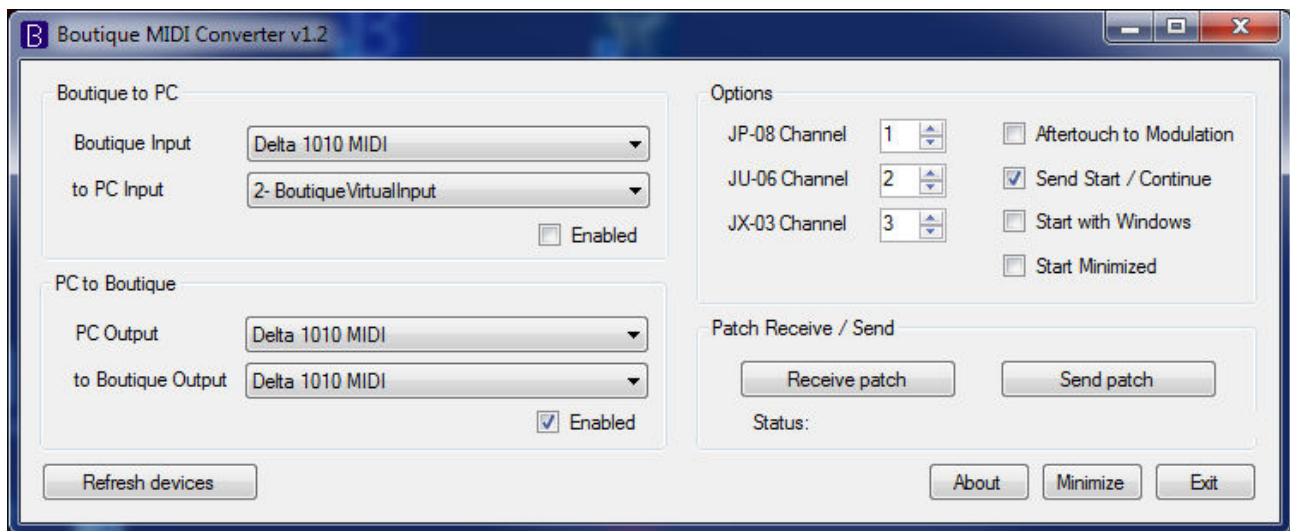 Boutique MIDI Converter v1.2
Boutique to PC
Boutique Input
Delta 1010 MIDI
to PC Input
2- BoutiqueVirtualInput
Enabled
PC to Boutique
PC Output
Delta 1010 MIDI
to Boutique Output
Delta 1010 MIDI
Enabled
Refresh devices
Options
JP-08 Channel 1
Aftertouch to Modulation
JU-06 Channel 2
Send Start / Continue
JX-03 Channel 3
Start with Windows
Start Minimized
Patch Receive / Send
Receive patch
Send patch
Status:
About
Minimize
Exit